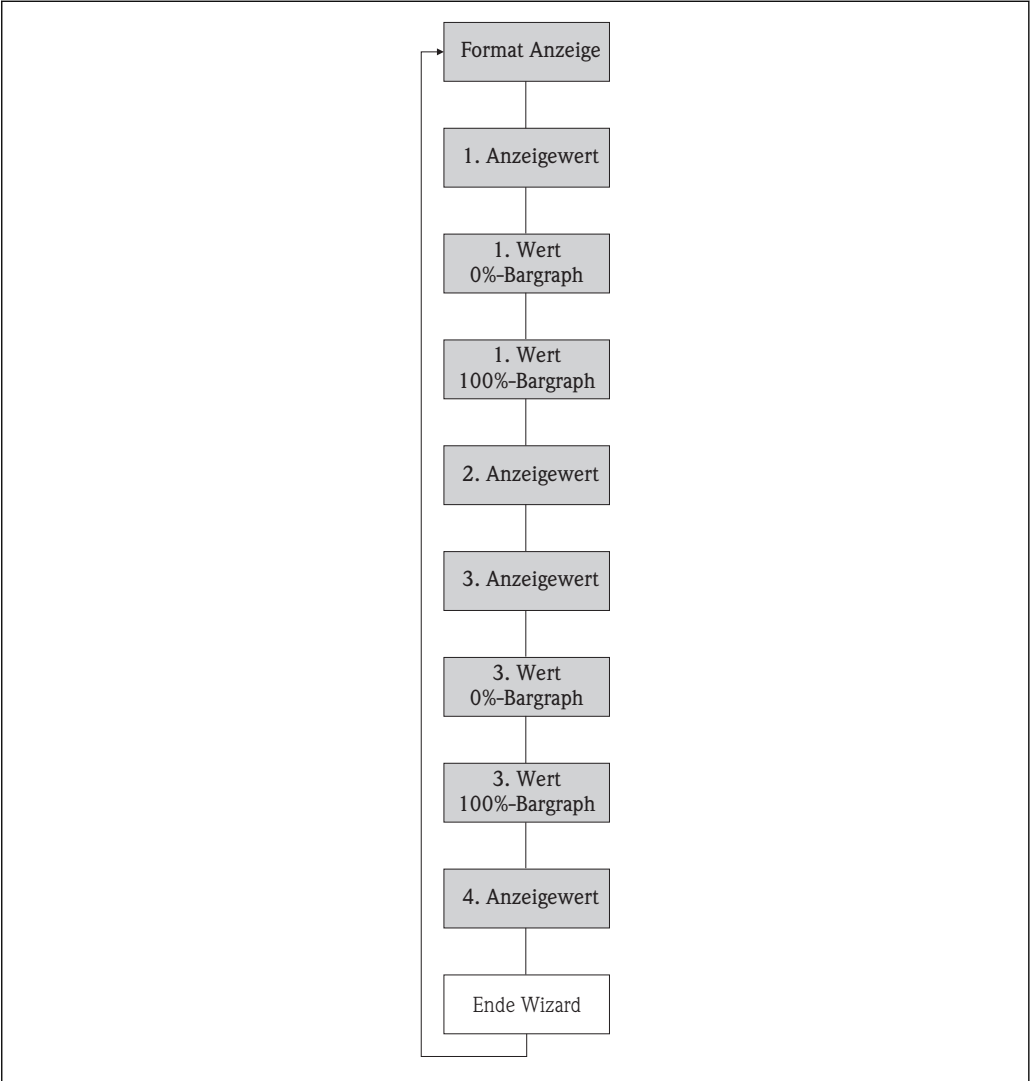 Format Anzeige
1. Anzeigewert
1. Wert
0%-Bargraph
1. Wert
100%-Bargraph
2. Anzeigewert
3. Anzeigewert
3. Wert
0%-Bargraph
3. Wert
100%-Bargraph
4. Anzeigewert
Ende Wizard